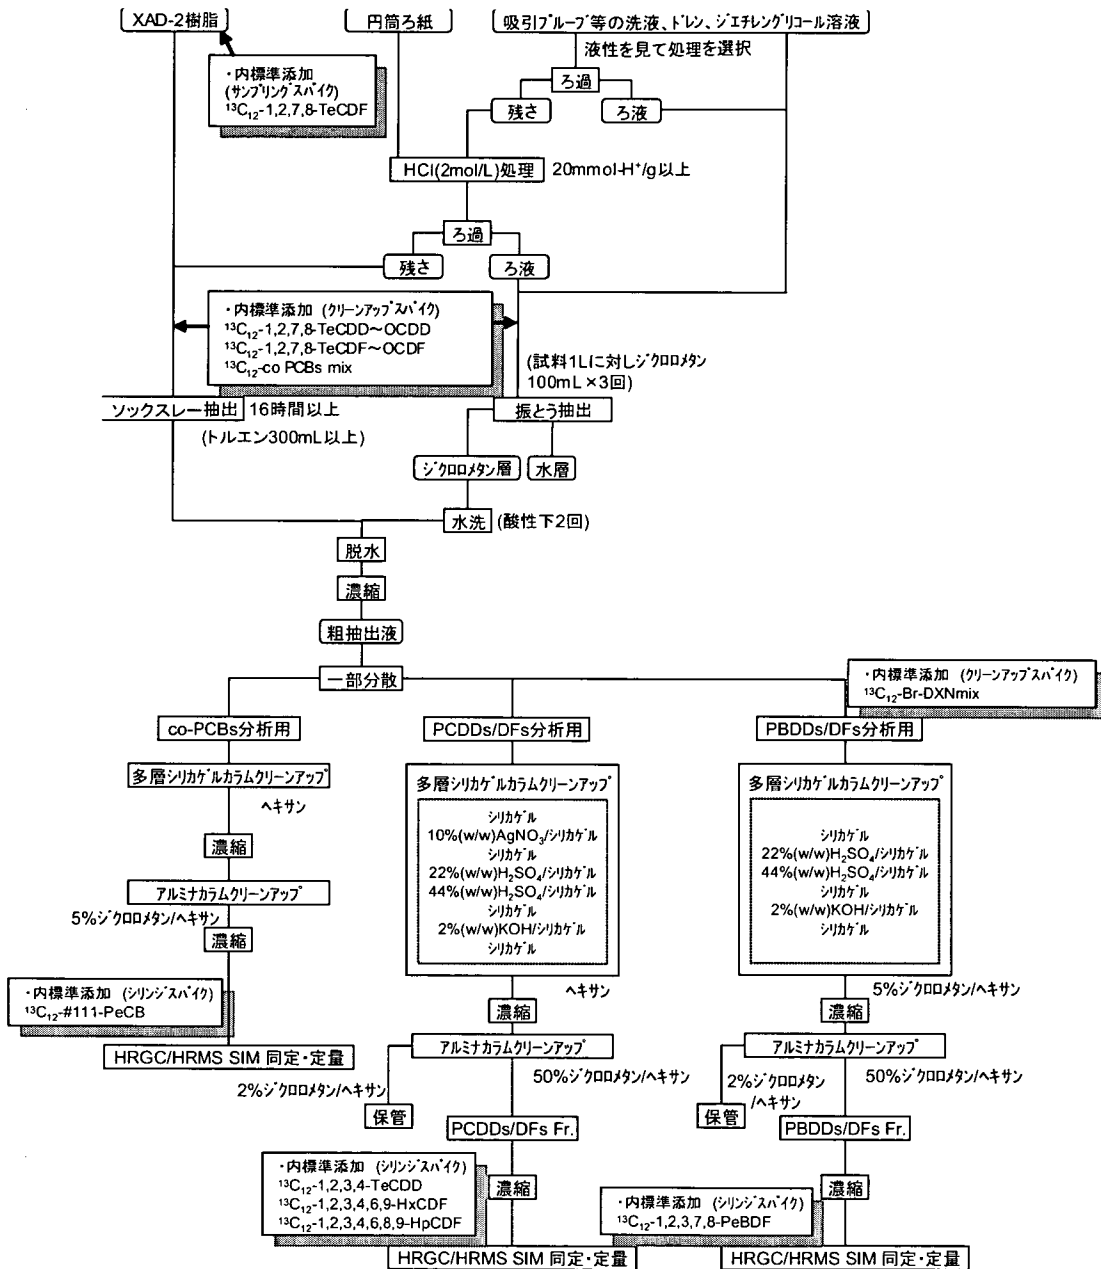 XAD-2樹脂
円筒ろ紙
吸引プルーブ等の洗液、ドレン、ジエチレングリコール溶液
液性を見て処理を選択
・内標準添加
(サンプリングスパイク)
¹³C₁₂-1,2,7,8-TeCDF
ろ過
残さ
ろ液
HCl(2mol/L)処理
20mmol-H⁺/g以上
ろ過
残さ
ろ液
・内標準添加 (クリーンアップスパイク)
¹³C₁₂-1,2,7,8-TeCDD～OCDD
¹³C₁₂-1,2,7,8-TeCDF～OCDF
¹³C₁₂-co PCBs mix
(試料1Lに対しジクロロメタン
100mL×3回)
ソックスレー抽出
16時間以上
(トルエン300mL以上)
振とう抽出
ジクロロメタン層
水層
水洗
(酸性下2回)
脱水
濃縮
粗抽出液
一部分散
・内標準添加 (クリーンアップスパイク)
¹³C₁₂-Br-DXNmix
co-PCBs分析用
PCDDs/DFs分析用
PBDDs/DFs分析用
多層シリカゲルカラムクリーンアップ
ヘキサン
濃縮
アルミナカラムクリーンアップ
5%ジクロロメタン/ヘキサン
濃縮
・内標準添加 (シリンジスパイク)
¹³C₁₂-#111-PeCB
HRGC/HRMS SIM 同定・定量
多層シリカゲルカラムクリーンアップ
シリカゲル
10%(w/w)AgNO₃/シリカゲル
シリカゲル
22%(w/w)H₂SO₄/シリカゲル
44%(w/w)H₂SO₄/シリカゲル
シリカゲル
2%(w/w)KOH/シリカゲル
シリカゲル
ヘキサン
濃縮
アルミナカラムクリーンアップ
2%ジクロロメタン/ヘキサン
50%ジクロロメタン/ヘキサン
保管
PCDDs/DFs Fr.
・内標準添加 (シリンジスパイク)
¹³C₁₂-1,2,3,4-TeCDD
¹³C₁₂-1,2,3,4,6,9-HxCDF
¹³C₁₂-1,2,3,4,6,8,9-HpCDF
濃縮
HRGC/HRMS SIM 同定・定量
多層シリカゲルカラムクリーンアップ
シリカゲル
22%(w/w)H₂SO₄/シリカゲル
44%(w/w)H₂SO₄/シリカゲル
シリカゲル
2%(w/w)KOH/シリカゲル
シリカゲル
5%ジクロロメタン/ヘキサン
濃縮
アルミナカラムクリーンアップ
2%ジクロロメタン
/ヘキサン
50%ジクロロメタン/ヘキサン
保管
PBDDs/DFs Fr.
・内標準添加 (シリンジスパイク)
¹³C₁₂-1,2,3,7,8-PeBDF
濃縮
HRGC/HRMS SIM 同定・定量